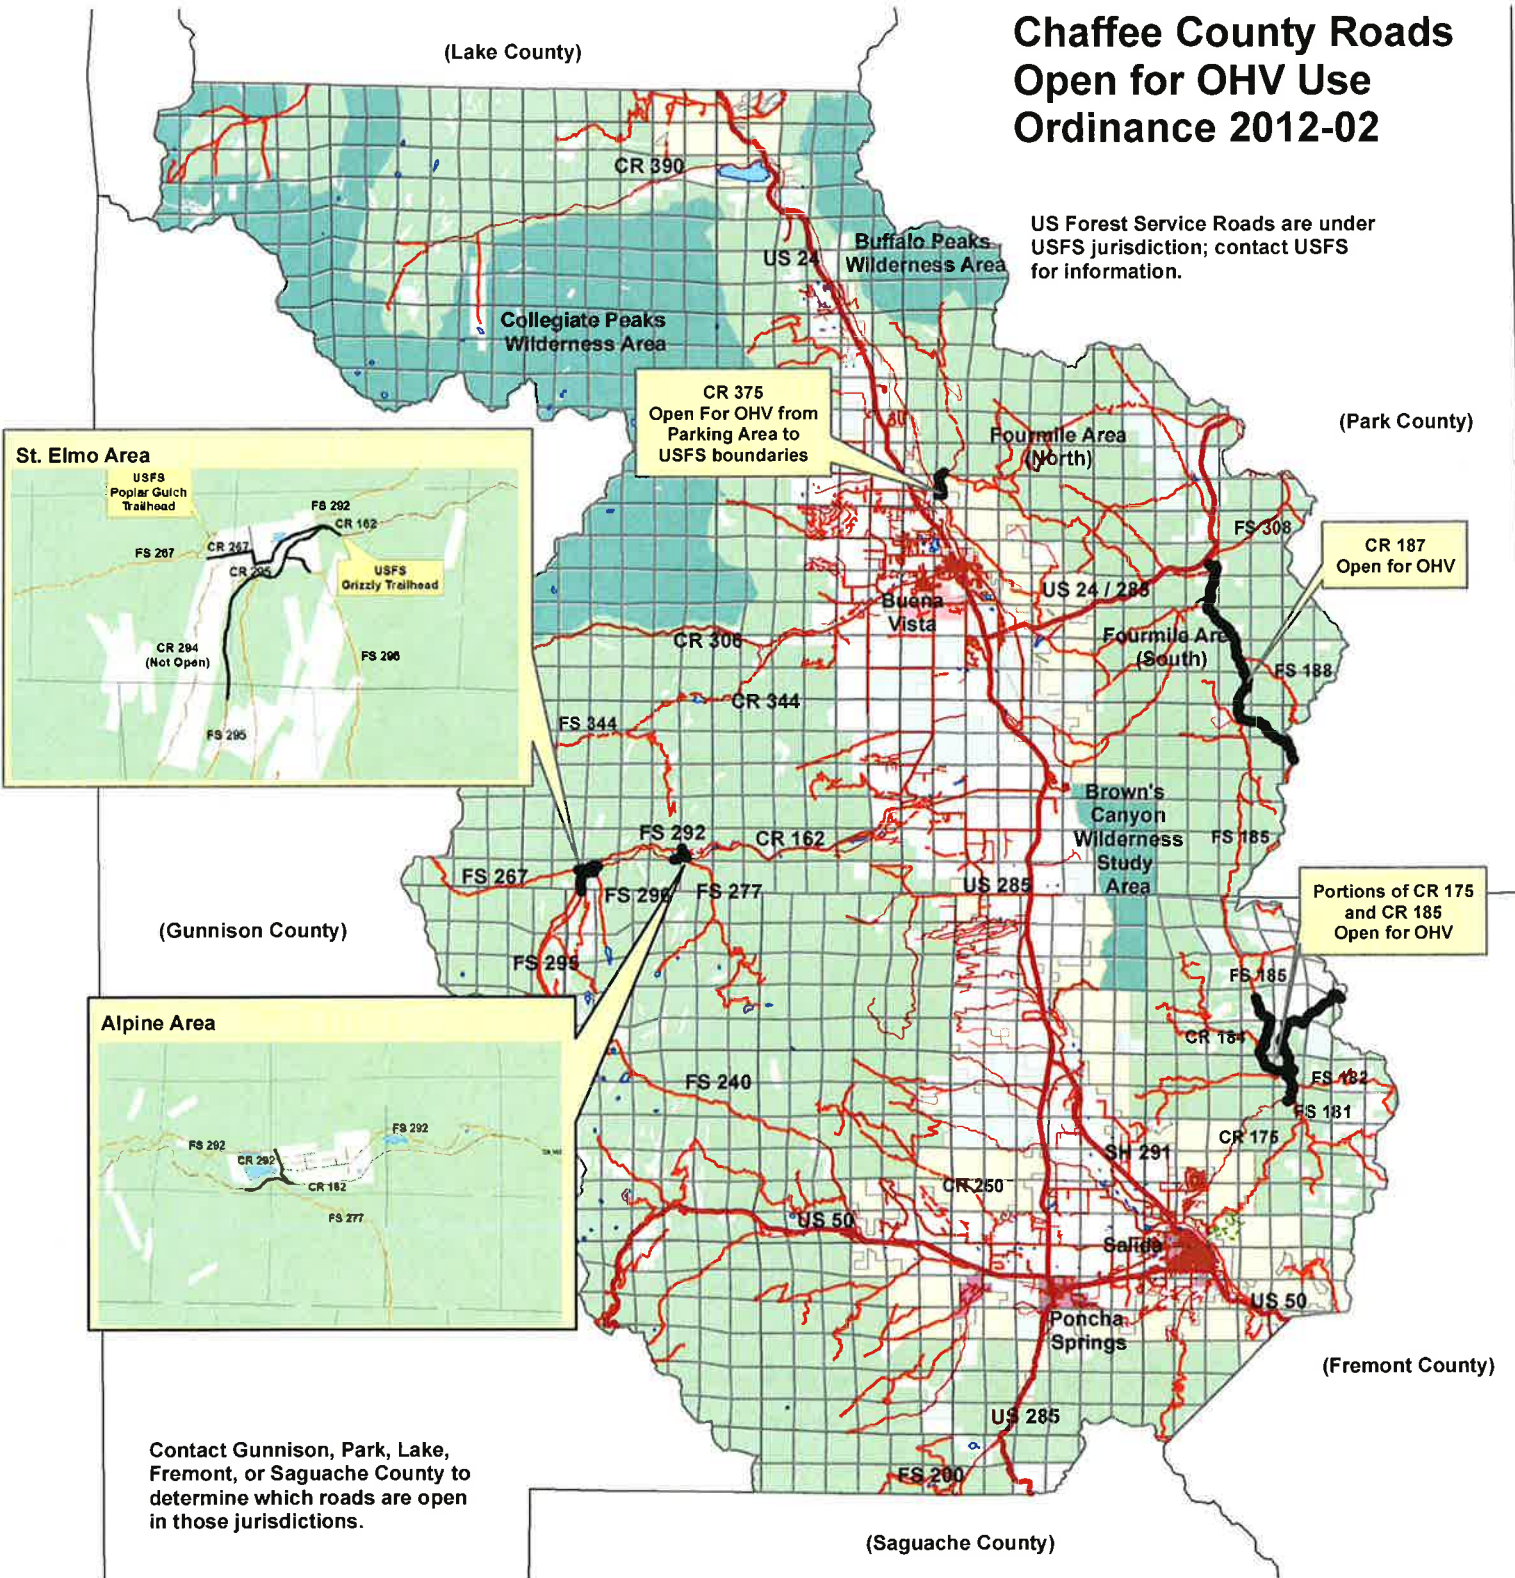 Chaffee County Roads
Open for OHV Use
Ordinance 2012-02
(Lake County)
US Forest Service Roads are under
USFS jurisdiction; contact USFS
for information.
CR 390
US 24
Buffalo Peaks
Wilderness Area
Collegiate Peaks
Wilderness Area
CR 375
Open For OHV from
Parking Area to
USFS boundaries
(Park County)
Fourmile Area
(North)
FS 308
CR 187
Open for OHV
US 24 / 285
Buena
Vista
Fourmile Are
(South)
FS 188
CR 306
CR 344
FS 344
St. Elmo Area
USFS
Poplar Gulch
Trailhead
FS 292
CR 162
FS 267
CR 267
CR 295
USFS
Grizzly Trailhead
CR 294
(Not Open)
FS 296
FS 295
Brown's
Canyon
Wilderness
Study
Area
FS 185
FS 292
CR 162
FS 267
FS 296
FS 277
US 285
Portions of CR 175
and CR 185
Open for OHV
(Gunnison County)
FS 295
FS 185
CR 184
FS 182
FS 181
CR 175
Alpine Area
FS 292
CR 292
FS 292
CR 162
FS 277
FS 240
SH 291
CR 250
US 50
Salida
US 50
Poncha
Springs
(Fremont County)
US 285
FS 200
Contact Gunnison, Park, Lake,
Fremont, or Saguache County to
determine which roads are open
in those jurisdictions.
(Saguache County)